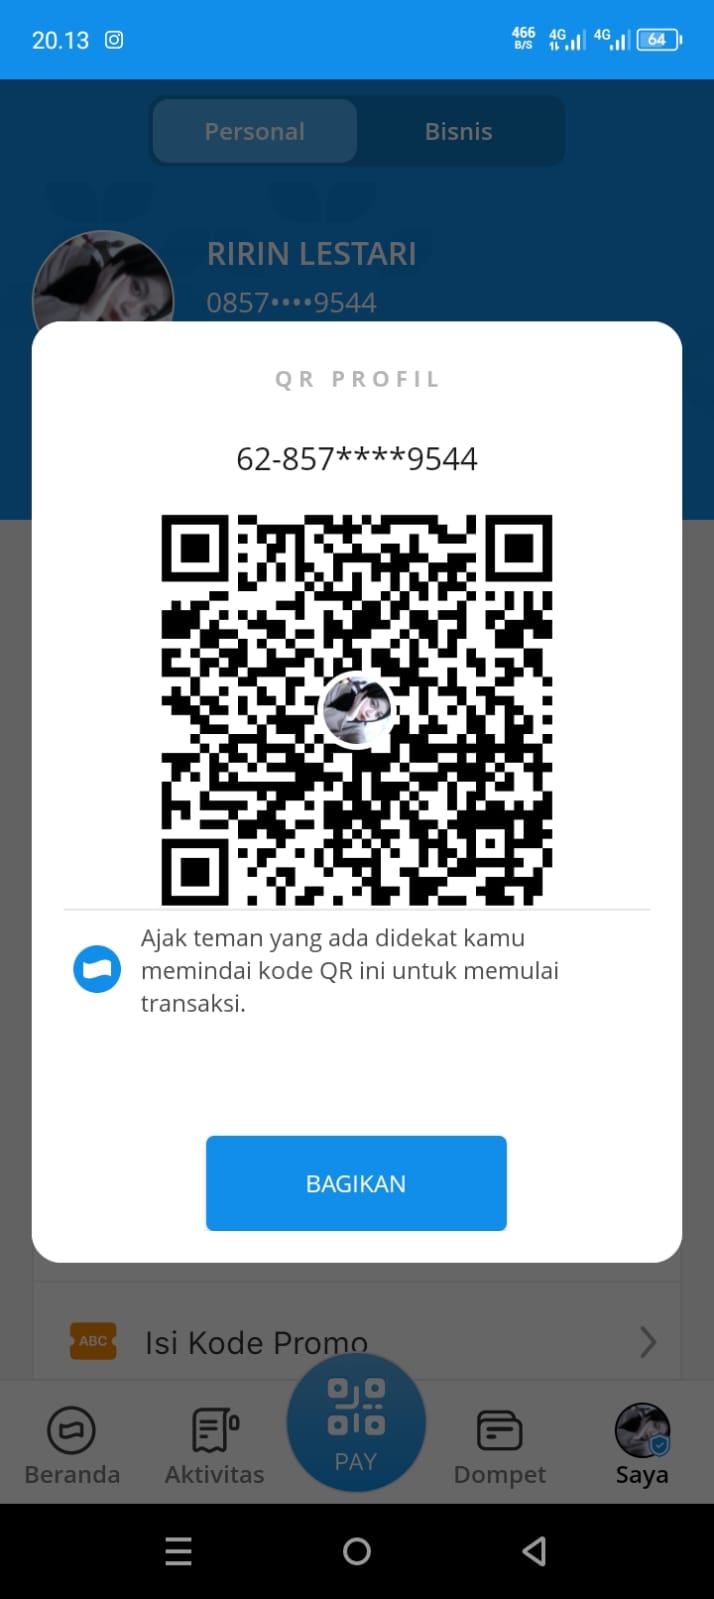 20.13
466
B/S
4G
4G
64
Personal
Bisnis
RIRIN LESTARI
0857••••9544
QR PROFIL
62-857****9544
Ajak teman yang ada didekat kamu
memindai kode QR ini untuk memulai
transaksi.
BAGIKAN
ABC
Isi Kode Promo
PAY
Beranda
Aktivitas
Dompet
Saya